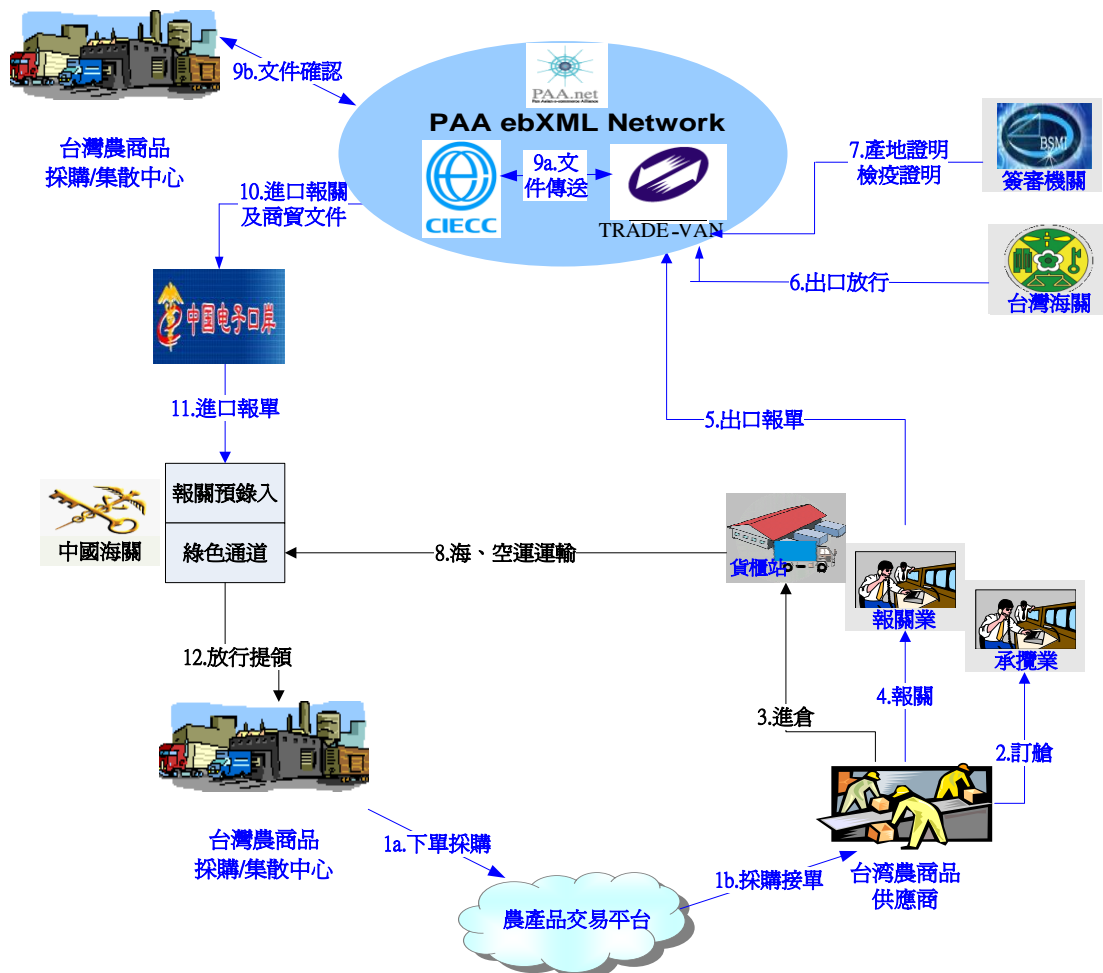 PAA.net
Pan Asian e-commerce Alliance
PAA ebXML Network
9b.文件確認
台灣農商品
採購/集散中心
CIECC
9a.文
件傳送
TRADE-VAN
7.產地證明
檢疫證明
BSMI
簽審機關
6.出口放行
台灣海關
10.進口報關
及商貿文件
中国电子口岸
11.進口報單
5.出口報單
報關預錄入
綠色通道
中國海關
8.海、空運運輸
貨櫃站
報關業
承攬業
12.放行提領
3.進倉
4.報關
2.訂艙
台灣農商品
採購/集散中心
1a.下單採購
農產品交易平台
1b.採購接單
台湾農商品
供應商